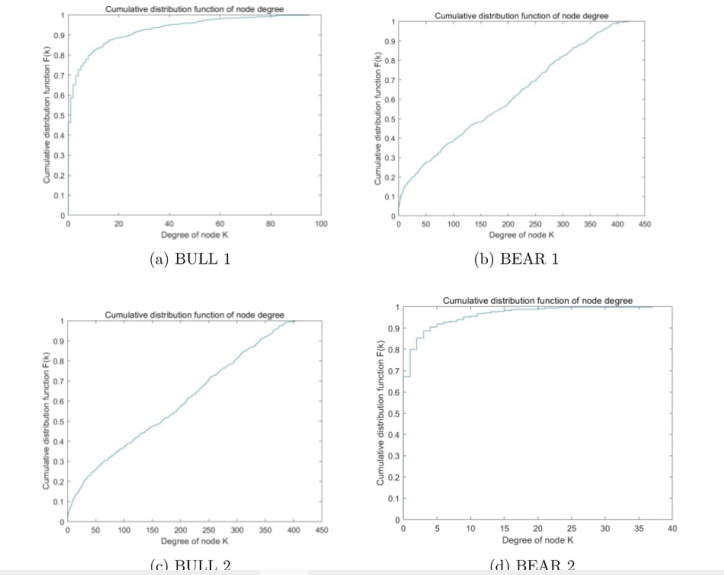 Cumulative distribution function of node degree
Cumulative distribution function F(k)
1
0.9
0.8
0.7
0.6
0.5
0.4
0.3
0.2
0.1
0
0 20 40 60 80 100
Degree of node K
(a) BULL 1
Cumulative distribution function of node degree
Cumulative distribution function F(k)
1
0.9
0.8
0.7
0.6
0.5
0.4
0.3
0.2
0.1
0
0 50 100 150 200 250 300 350 400 450
Degree of node K
(b) BEAR 1
Cumulative distribution function of node degree
Cumulative distribution function F(k)
1
0.9
0.8
0.7
0.6
0.5
0.4
0.3
0.2
0.1
0
0 50 100 150 200 250 300 350 400 450
Degree of node K
(c) BULL 2
Cumulative distribution function of node degree
Cumulative distribution function F(k)
1
0.9
0.8
0.7
0.6
0.5
0.4
0.3
0.2
0.1
0
0 5 10 15 20 25 30 35 40
Degree of node K
(d) BEAR 2